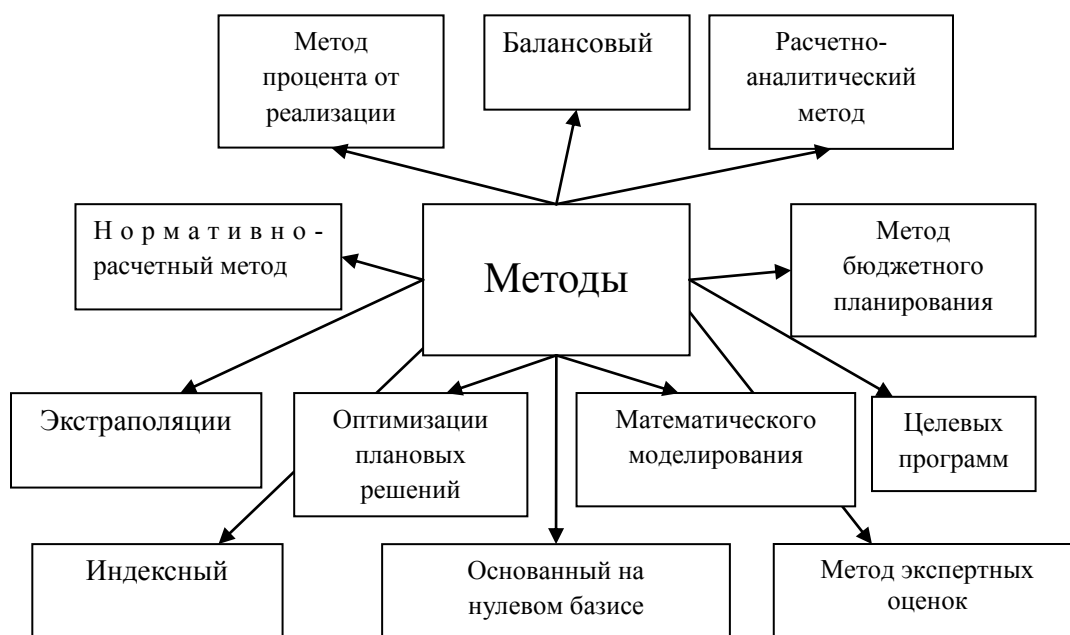 Метод
процента от
реализации
Балансовый
Расчетно-
аналитический
метод
Нормативно-
расчетный метод
Методы
Метод
бюджетного
планирования
Экстраполяции
Оптимизации
плановых
решений
Математического
моделирования
Целевых
программ
Индексный
Основанный на
нулевом базисе
Метод экспертных
оценок